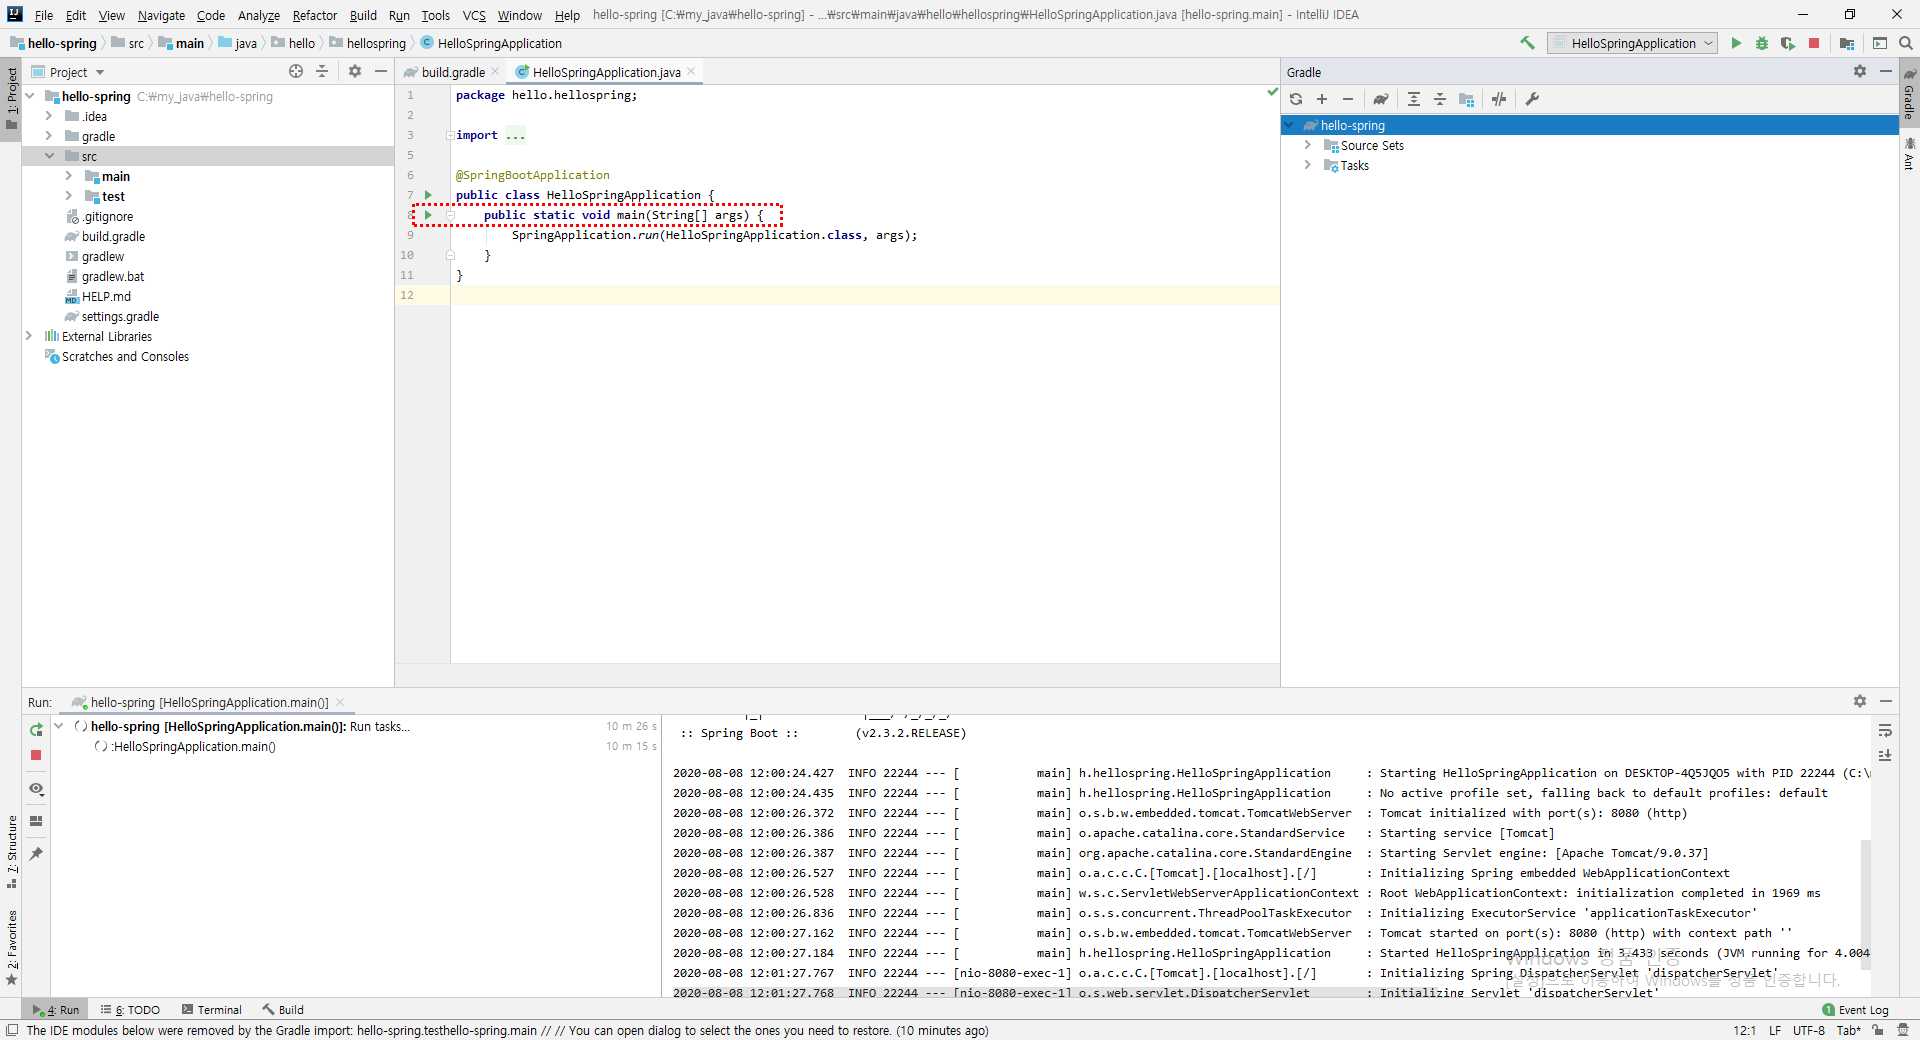 File Edit View Navigate Code Analyze Refactor Build Run Tools VCS Window Help hello-spring [C:₩my_java₩hello-spring] - ...₩src₩main₩java₩hello₩hellospring₩HelloSpringApplication.java [hello-spring.main] - IntelliJ IDEA
hello-spring src main java hello hellospring HelloSpringApplication
HelloSpringApplication
1: Project
7: Structure
2: Favorites
Project
hello-spring C:₩my_java₩hello-spring
.idea
gradle
src
main
test
.gitignore
build.gradle
gradlew
gradlew.bat
HELP.md
settings.gradle
External Libraries
Scratches and Consoles
build.gradle HelloSpringApplication.java
1 package hello.hellospring;
2
3 import ...
5
6 @SpringBootApplication
7 public class HelloSpringApplication {
8 public static void main(String[] args) {
9 SpringApplication.run(HelloSpringApplication.class, args);
10 }
11 }
12
Gradle
hello-spring
Source Sets
Tasks
Gradle
Ant
Run: hello-spring [HelloSpringApplication.main()]
hello-spring [HelloSpringApplication.main()]: Run tasks... 10 m 26 s
:HelloSpringApplication.main() 10 m 15 s
:: Spring Boot :: (v2.3.2.RELEASE)
2020-08-08 12:00:24.427 INFO 22244 --- [ main] h.hellospring.HelloSpringApplication : Starting HelloSpringApplication on DESKTOP-4Q5JQO5 with PID 22244 (C:\
2020-08-08 12:00:24.435 INFO 22244 --- [ main] h.hellospring.HelloSpringApplication : No active profile set, falling back to default profiles: default
2020-08-08 12:00:26.372 INFO 22244 --- [ main] o.s.b.w.embedded.tomcat.TomcatWebServer : Tomcat initialized with port(s): 8080 (http)
2020-08-08 12:00:26.386 INFO 22244 --- [ main] o.apache.catalina.core.StandardService : Starting service [Tomcat]
2020-08-08 12:00:26.387 INFO 22244 --- [ main] org.apache.catalina.core.StandardEngine : Starting Servlet engine: [Apache Tomcat/9.0.37]
2020-08-08 12:00:26.527 INFO 22244 --- [ main] o.a.c.c.C.[Tomcat].[localhost].[/] : Initializing Spring embedded WebApplicationContext
2020-08-08 12:00:26.528 INFO 22244 --- [ main] w.s.c.ServletWebServerApplicationContext : Root WebApplicationContext: initialization completed in 1969 ms
2020-08-08 12:00:26.836 INFO 22244 --- [ main] o.s.s.concurrent.ThreadPoolTaskExecutor : Initializing ExecutorService 'applicationTaskExecutor'
2020-08-08 12:00:27.162 INFO 22244 --- [ main] o.s.b.w.embedded.tomcat.TomcatWebServer : Tomcat started on port(s): 8080 (http) with context path ''
2020-08-08 12:00:27.184 INFO 22244 --- [ main] h.hellospring.HelloSpringApplication : Started HelloSpringApplication in 3.433 seconds (JVM running for 4.004
2020-08-08 12:01:27.767 INFO 22244 --- [nio-8080-exec-1] o.a.c.c.C.[Tomcat].[localhost].[/] : Initializing Spring DispatcherServlet 'dispatcherServlet'
2020-08-08 12:01:27.768 INFO 22244 --- [nio-8080-exec-1] o.s.web.servlet.DispatcherServlet : Initializing Servlet 'dispatcherServlet'
Windows 정품 인증
[설정]으로 이동하여 Windows를 정품 인증합니다.
4: Run 6: TODO Terminal Build 1 Event Log
The IDE modules below were removed by the Gradle import: hello-spring.testhello-spring.main // // You can open dialog to select the ones you need to restore. (10 minutes ago) 12:1 LF UTF-8 Tab*